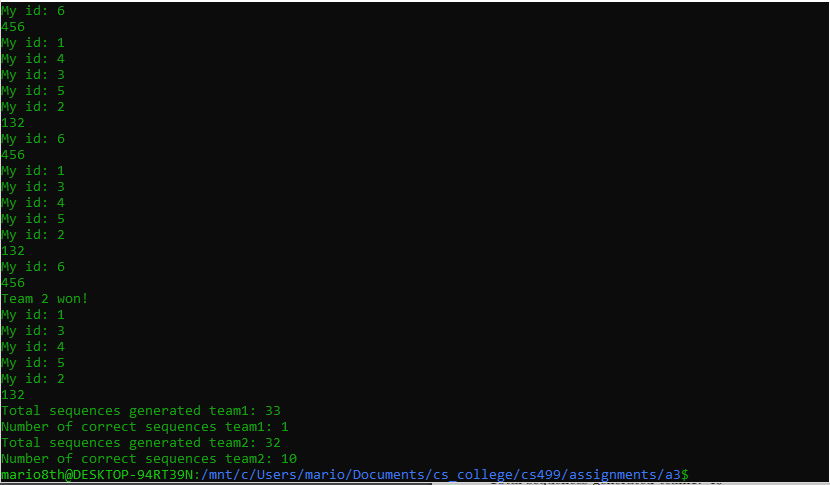 My id: 6
456
My id: 1
My id: 4
My id: 3
My id: 5
My id: 2
132
My id: 6
456
My id: 1
My id: 3
My id: 4
My id: 5
My id: 2
132
My id: 6
456
Team 2 won!
My id: 1
My id: 3
My id: 4
My id: 5
My id: 2
132
Total sequences generated team1: 33
Number of correct sequences team1: 1
Total sequences generated team2: 32
Number of correct sequences team2: 10
mario8th@DESKTOP-94RT39N:/mnt/c/Users/mario/Documents/cs_college/cs499/assignments/a3$